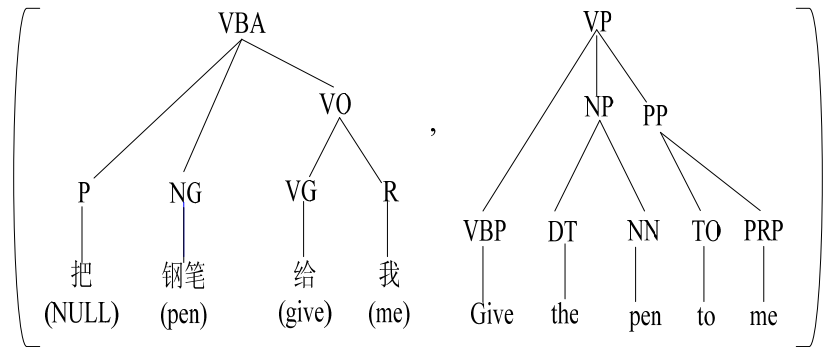 VBA VP
VO NP PP
,
P NG VG R
VBP DT NN TO PRP
把 钢笔 给 我
(NULL) (pen) (give) (me) Give the pen to me